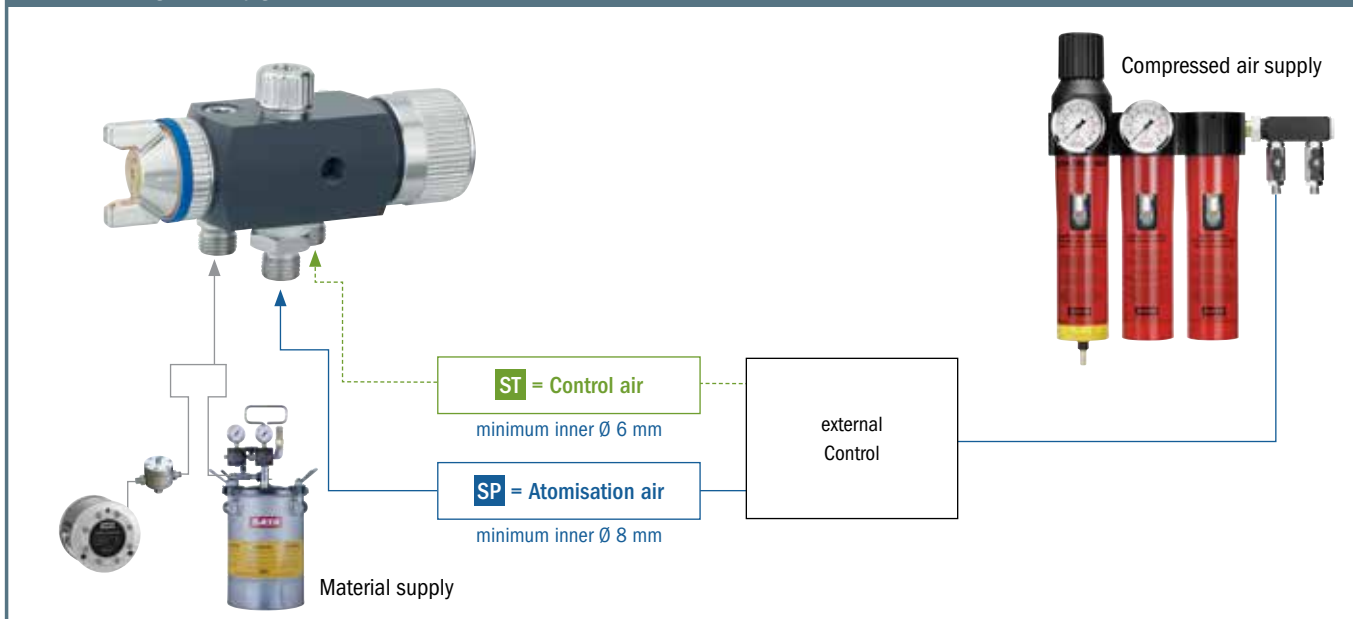 Compressed air supply
ST = Control air
minimum inner Ø 6 mm
external
Control
SP = Atomisation air
minimum inner Ø 8 mm
SATA
Material supply